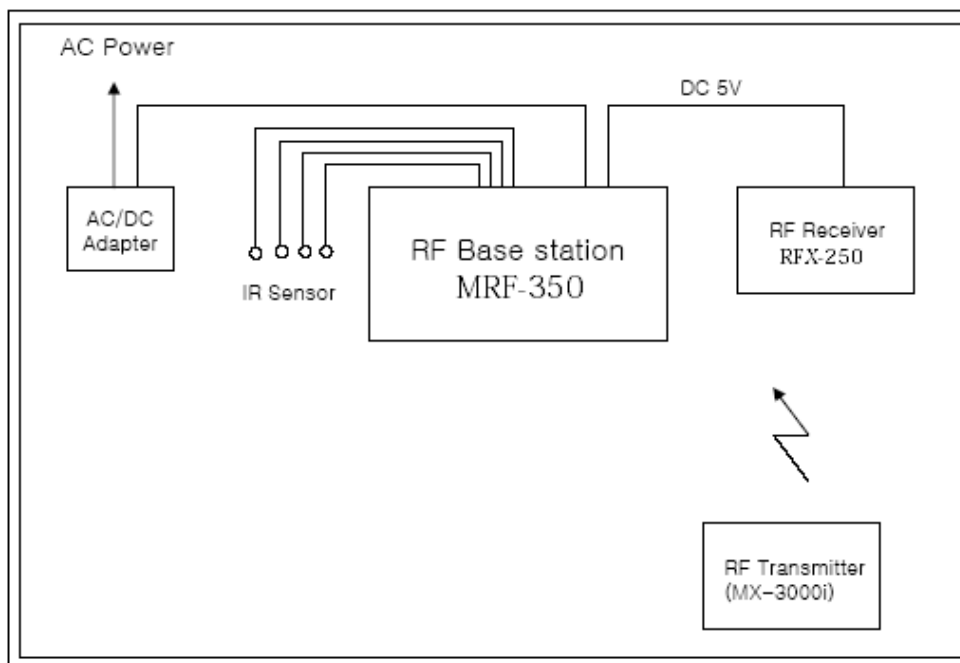 AC Power
DC 5V
AC/DC
Adapter
IR Sensor
RF Base station
MRF-350
RF Receiver
RFX-250
RF Transmitter
(MX-3000i)